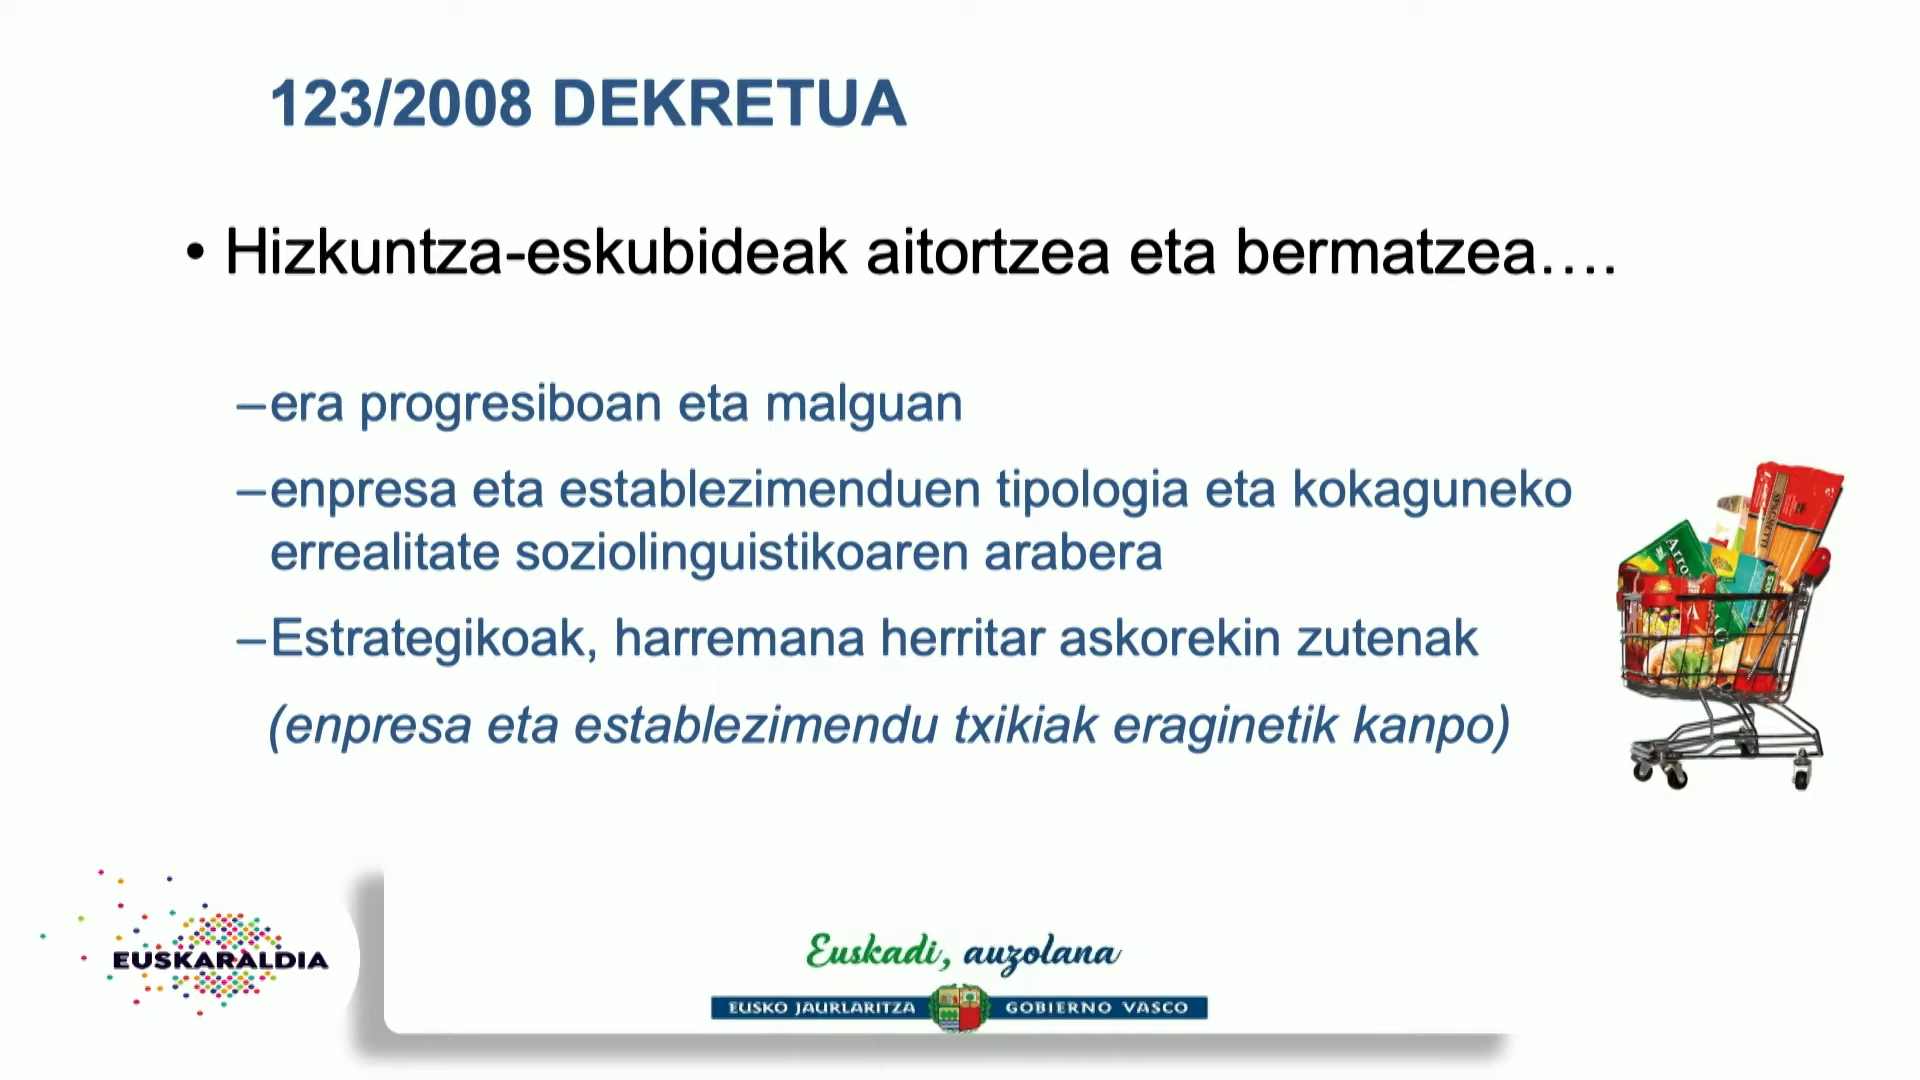 123/2008 DEKRETUA
• Hizkuntza-eskubideak aitortzea eta bermatzea….
–era progresiboan eta malguan
–enpresa eta establezimenduen tipologia eta kokaguneko
errealitate soziolinguistikoaren arabera
–Estrategikoak, harremana herritar askorekin zutenak
(enpresa eta establezimendu txikiak eraginetik kanpo)
Arro
EUSKARALDIA
Euskadi, auzolana
EUSKO JAURLARITZA GOBIERNO VASCO